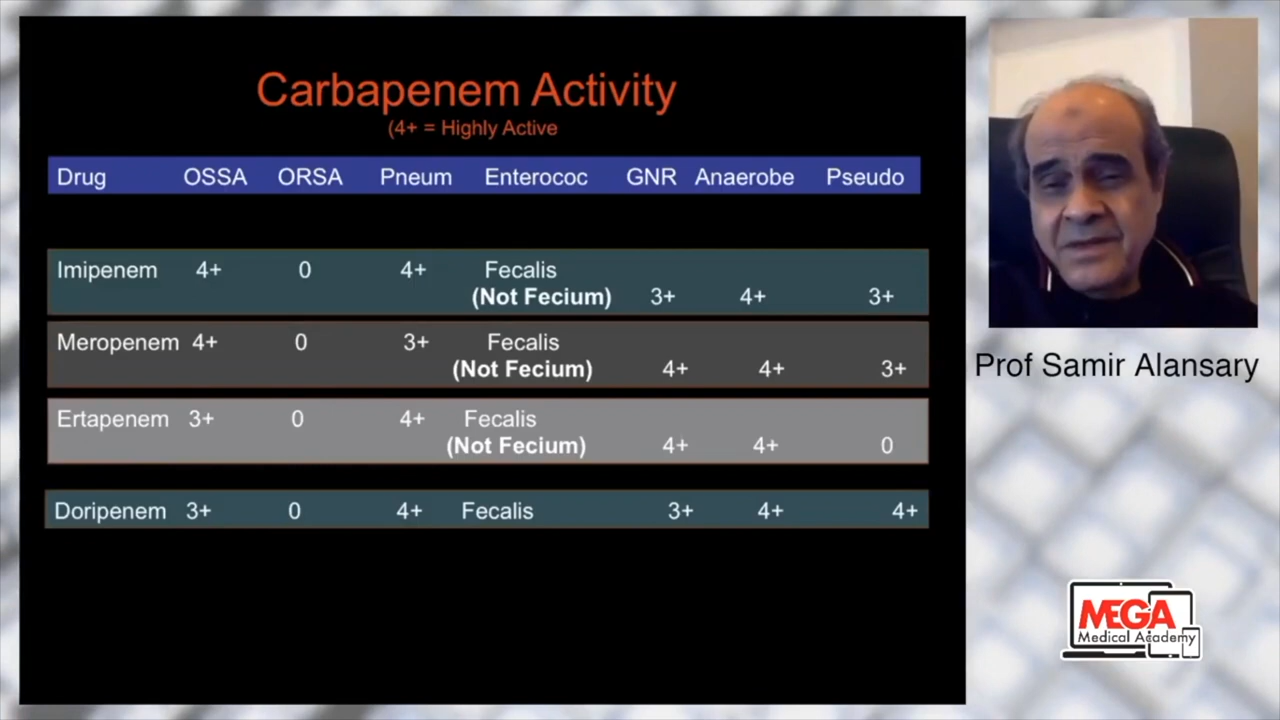 Carbapenem Activity
(4+ = Highly Active
Drug OSSA ORSA Pneum Enterococ GNR Anaerobe Pseudo
Imipenem 4+ 0 4+ Fecalis
(Not Fecium) 3+ 4+ 3+
Meropenem 4+ 0 3+ Fecalis
(Not Fecium) 4+ 4+ 3+
Ertapenem 3+ 0 4+ Fecalis
(Not Fecium) 4+ 4+ 0
Doripenem 3+ 0 4+ Fecalis 3+ 4+ 4+
Prof Samir Alansary
MEGA
Medical Academy